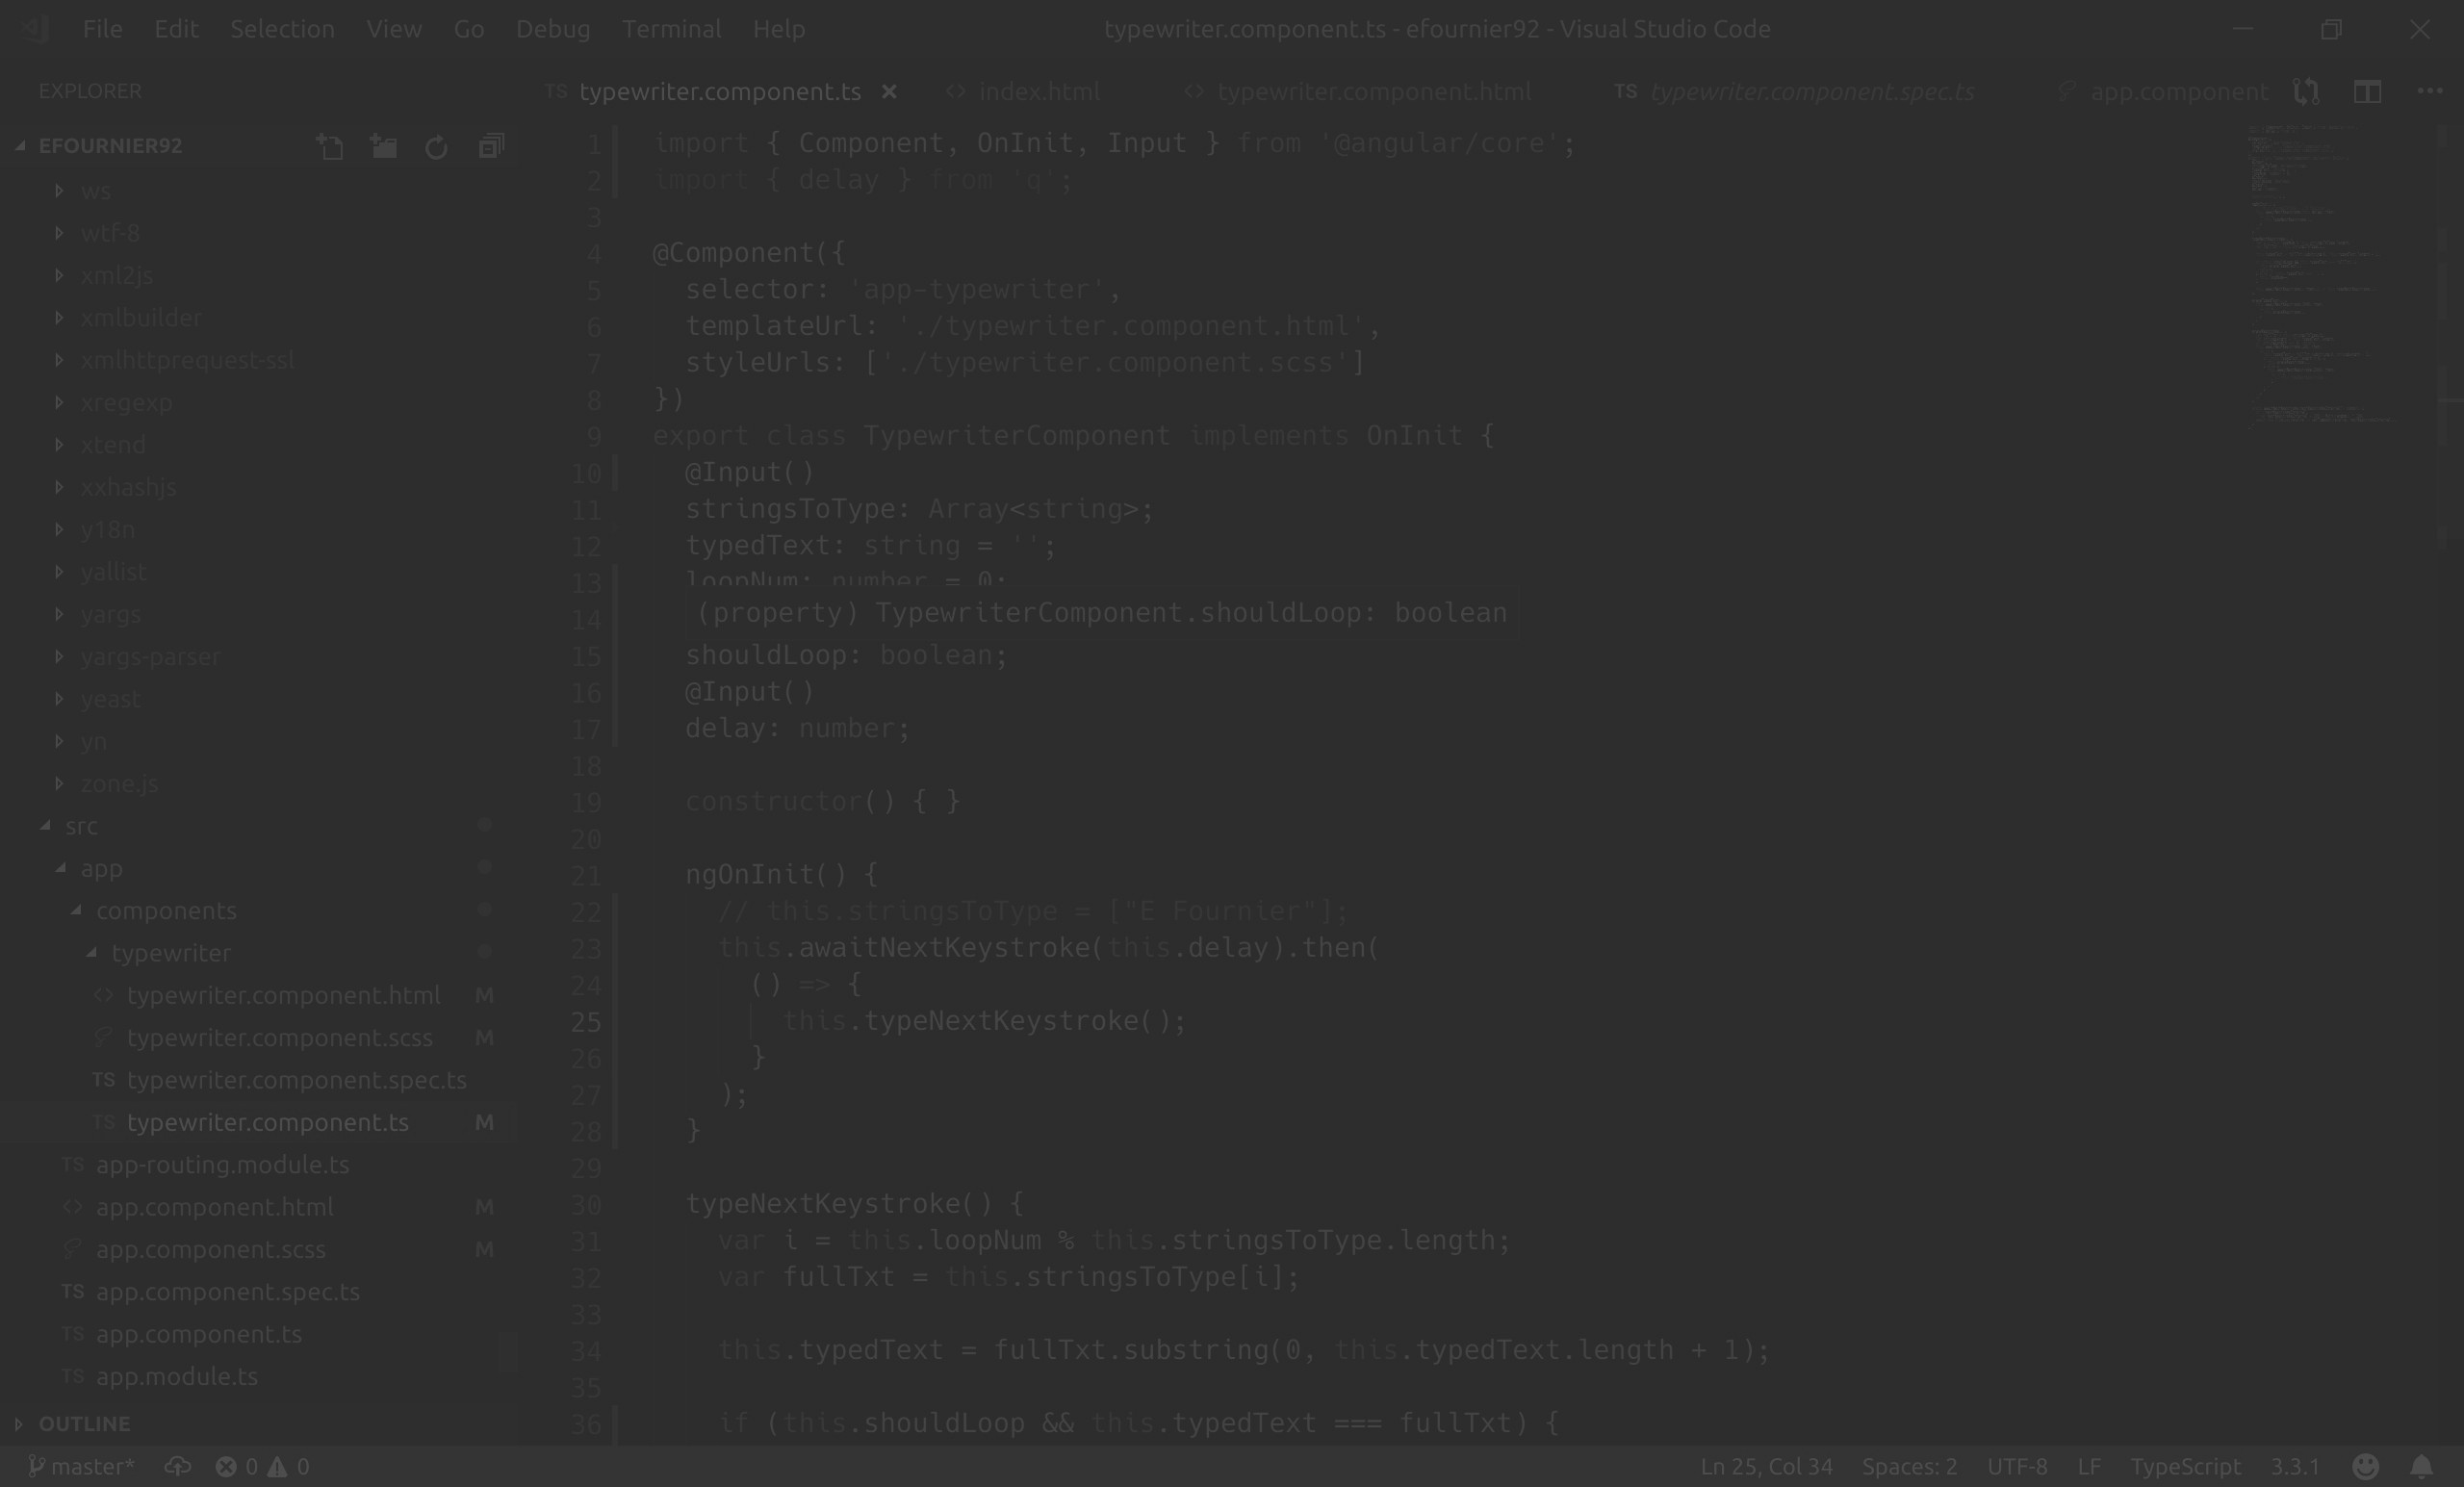 File Edit Selection View Go Debug Terminal Help typewriter.component.ts - efournier92 - Visual Studio Code
EXPLORER
TS typewriter.component.ts × <> index.html <> typewriter.component.html TS typewriter.component.spec.ts app.component
EFOURNIER92
ws
wtf-8
xml2js
xmlbuilder
xmlhttprequest-ssl
xregexp
xtend
xxhashjs
y18n
yallist
yargs
yargs-parser
yeast
yn
zone.js
src
app
components
typewriter
<> typewriter.component.html M
typewriter.component.scss M
TS typewriter.component.spec.ts
TS typewriter.component.ts M
TS app-routing.module.ts
<> app.component.html M
app.component.scss M
TS app.component.spec.ts
TS app.component.ts
TS app.module.ts
OUTLINE
1 import { Component, OnInit, Input } from '@angular/core';
2 import { delay } from 'q';
3
4 @Component({
5 selector: 'app-typewriter',
6 templateUrl: './typewriter.component.html',
7 styleUrls: ['./typewriter.component.scss']
8 })
9 export class TypewriterComponent implements OnInit {
10 @Input()
11 stringsToType: Array<string>;
12 typedText: string = '';
13 loopNum: number = 0;
14 (property) TypewriterComponent.shouldLoop: boolean
15 shouldLoop: boolean;
16 @Input()
17 delay: number;
18
19 constructor() { }
20
21 ngOnInit() {
22 // this.stringsToType = ["E Fournier"];
23 this.awaitNextKeystroke(this.delay).then(
24 () => {
25 this.typeNextKeystroke();
26 }
27 );
28 }
29
30 typeNextKeystroke() {
31 var i = this.loopNum % this.stringsToType.length;
32 var fullTxt = this.stringsToType[i];
33
34 this.typedText = fullTxt.substring(0, this.typedText.length + 1);
35
36 if (this.shouldLoop && this.typedText === fullTxt) {
master* 0 0 Ln 25, Col 34 Spaces: 2 UTF-8 LF TypeScript 3.3.1